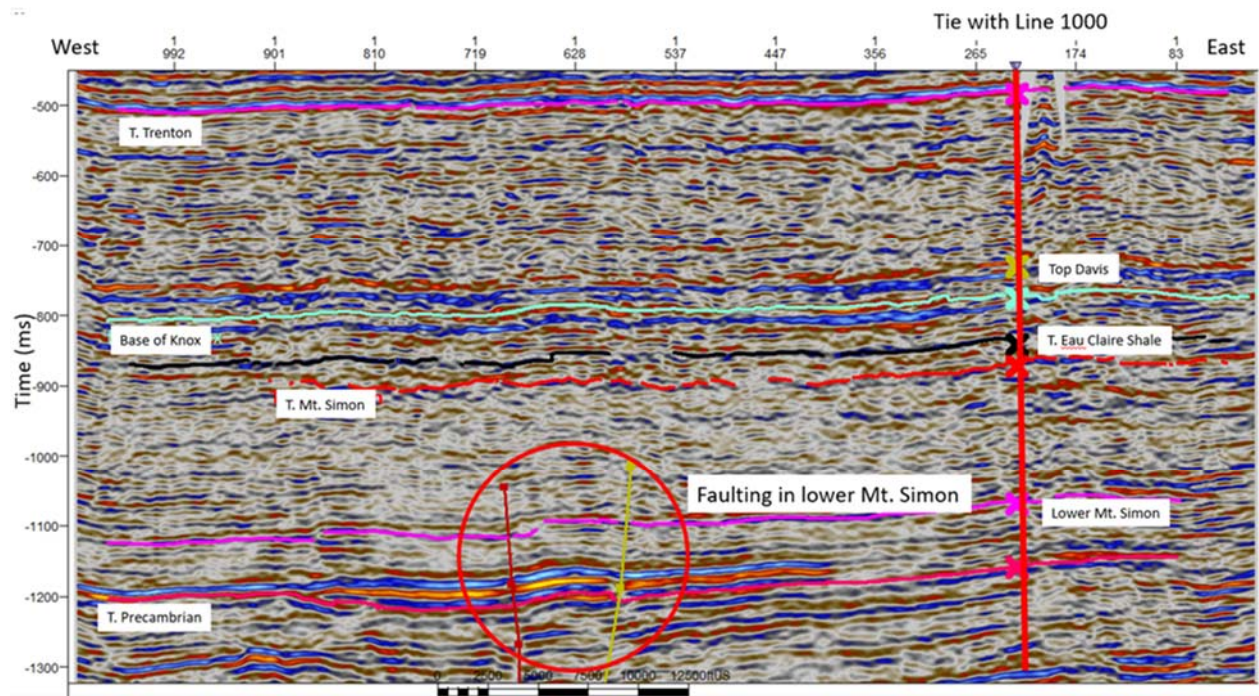 Tie with Line 1000
West
East
1 1 1 1 1 1 1 1 1 1 1
992 901 810 719 628 537 447 356 265 174 83
-500
T. Trenton
-600
-700
Top Davis
-800
Base of Knox
T. Eau Claire Shale
Time (ms)
-900
T. Mt. Simon
-1000
Faulting in lower Mt. Simon
-1100
Lower Mt. Simon
-1200
T. Precambrian
-1300
0 2500 5000 7500 10000 12500ftUS